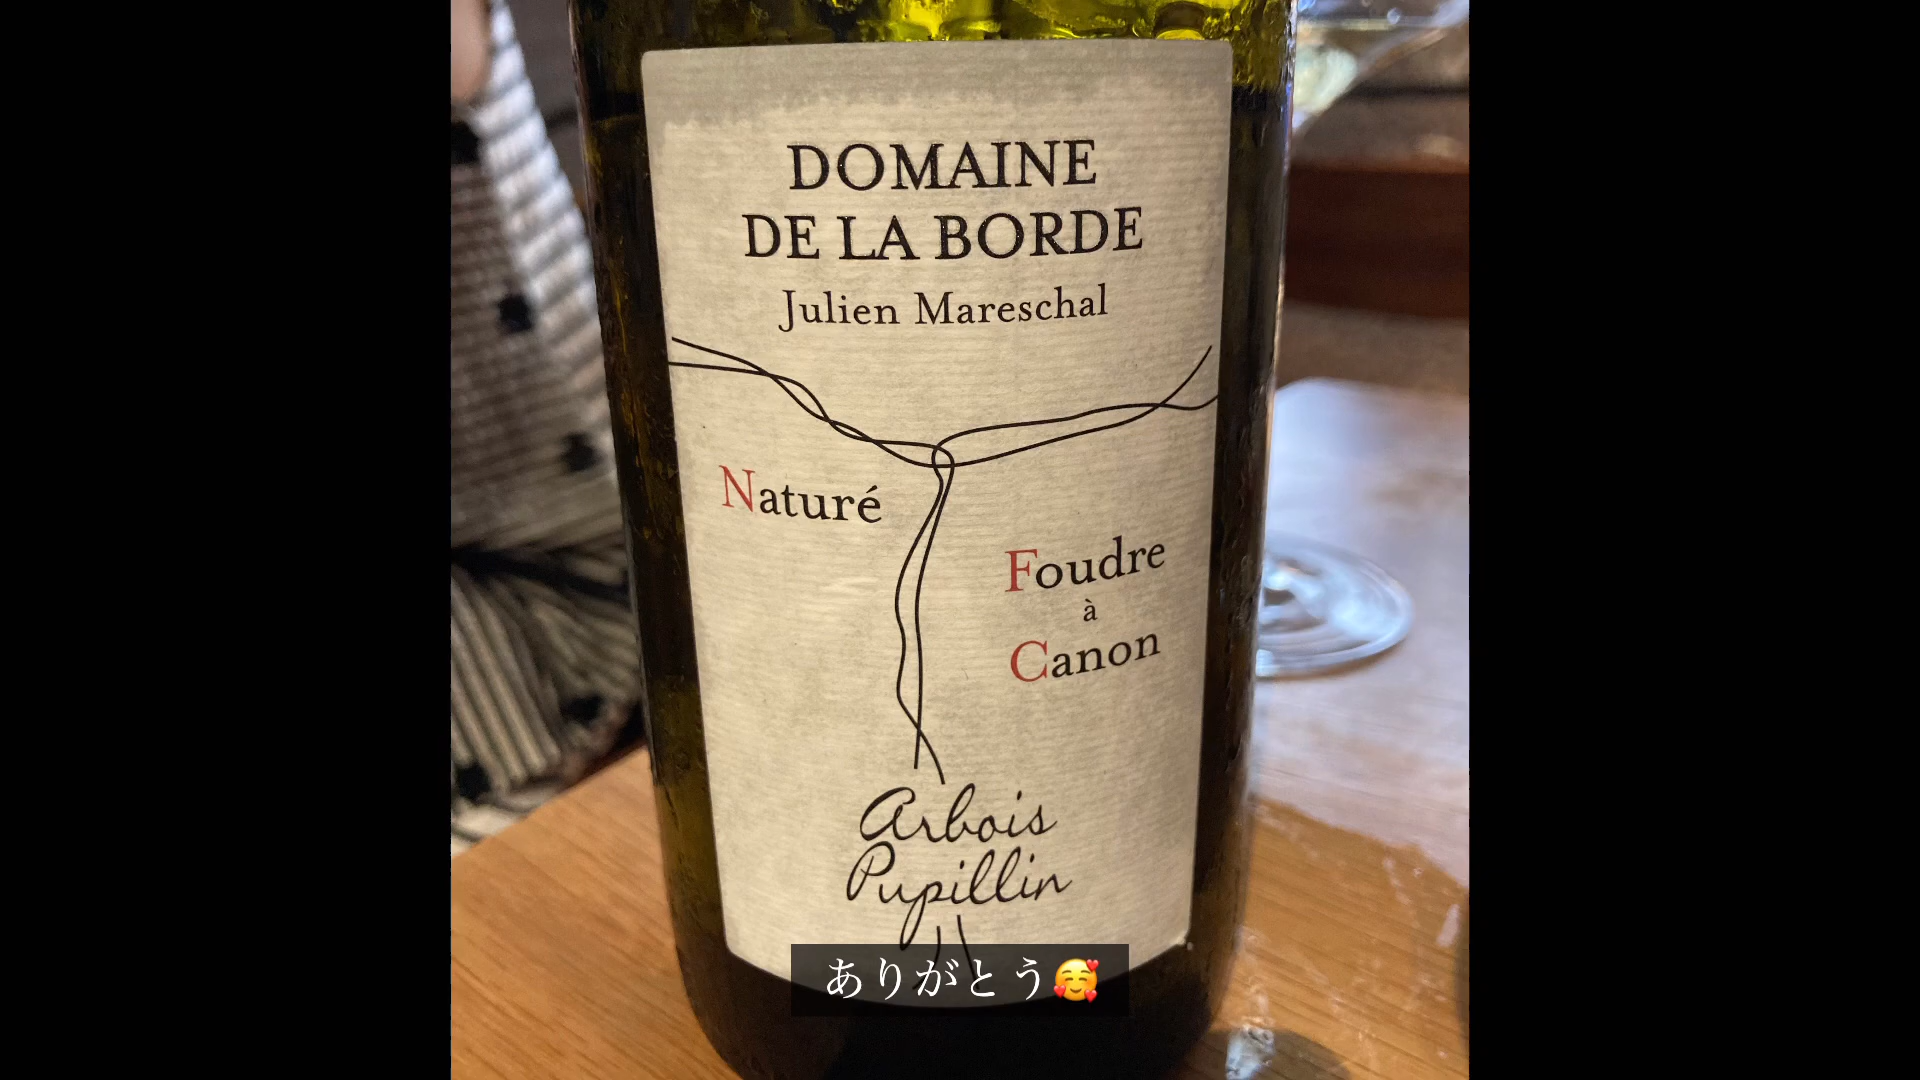 DOMAINE
DE LA BORDE
Julien Mareschal
Naturé
Foudre
à
Canon
Arbois
Pupillin
ありがとう🥰